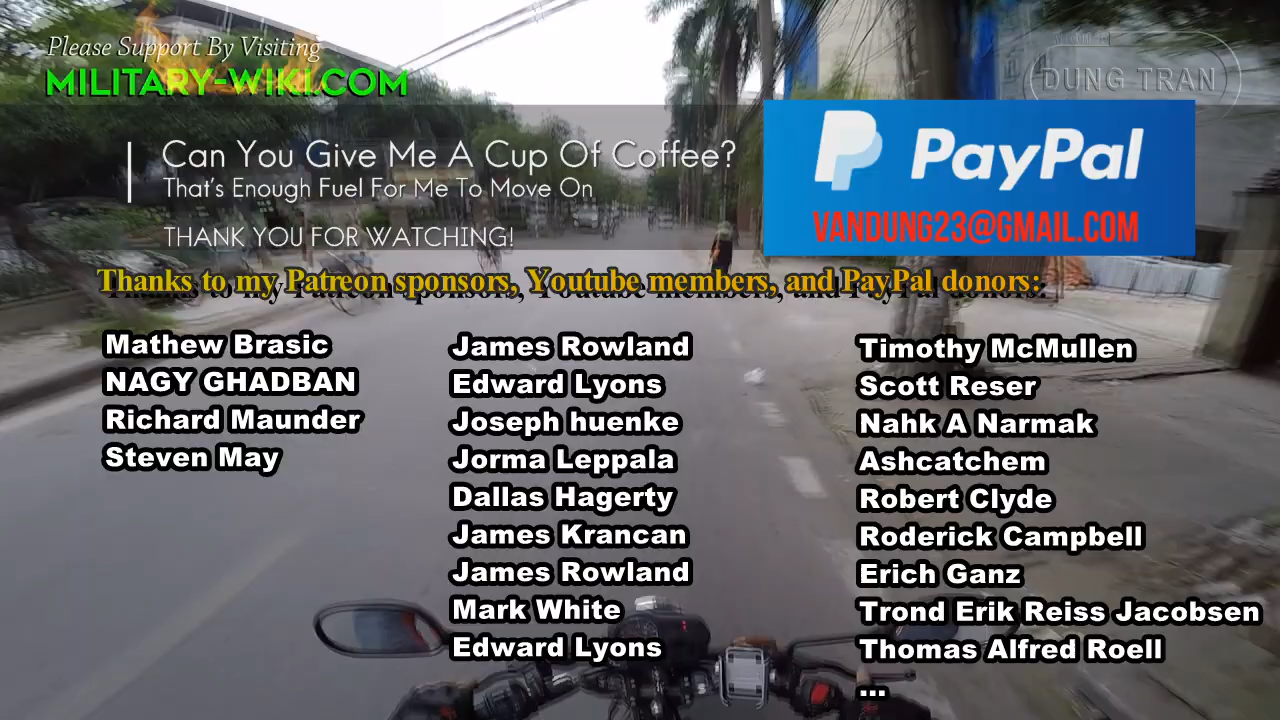 Please Support By Visiting
MILITARY-WIKI.COM
DUNG TRAN
Can You Give Me A Cup Of Coffee?
That's Enough Fuel For Me To Move On
THANK YOU FOR WATCHING!
PayPal
VANDUNG23@GMAIL.COM
Thanks to my Patreon sponsors, Youtube members, and PayPal donors:
Mathew Brasic
NAGY GHADBAN
Richard Maunder
Steven May
James Rowland
Edward Lyons
Joseph huenke
Jorma Leppala
Dallas Hagerty
James Krancan
James Rowland
Mark White
Edward Lyons
Timothy McMullen
Scott Reser
Nahk A Narmak
Ashcatchem
Robert Clyde
Roderick Campbell
Erich Ganz
Trond Erik Reiss Jacobsen
Thomas Alfred Roell
...